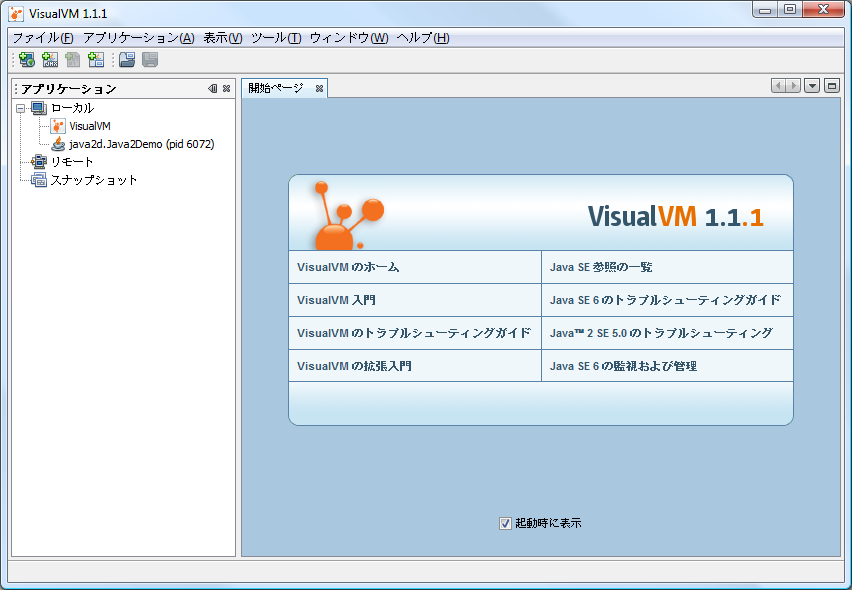 VisualVM 1.1.1
ファイル(F) アプリケーション(A) 表示(V) ツール(T) ウィンドウ(W) ヘルプ(H)
アプリケーション
ローカル
VisualVM
java2d.Java2Demo (pid 6072)
リモート
スナップショット
開始ページ
VisualVM 1.1.1
VisualVM のホーム
Java SE 参照の一覧
VisualVM 入門
Java SE 6 のトラブルシューティングガイド
VisualVM のトラブルシューティングガイド
Java™ 2 SE 5.0 のトラブルシューティング
VisualVM の拡張入門
Java SE 6 の監視および管理
起動時に表示